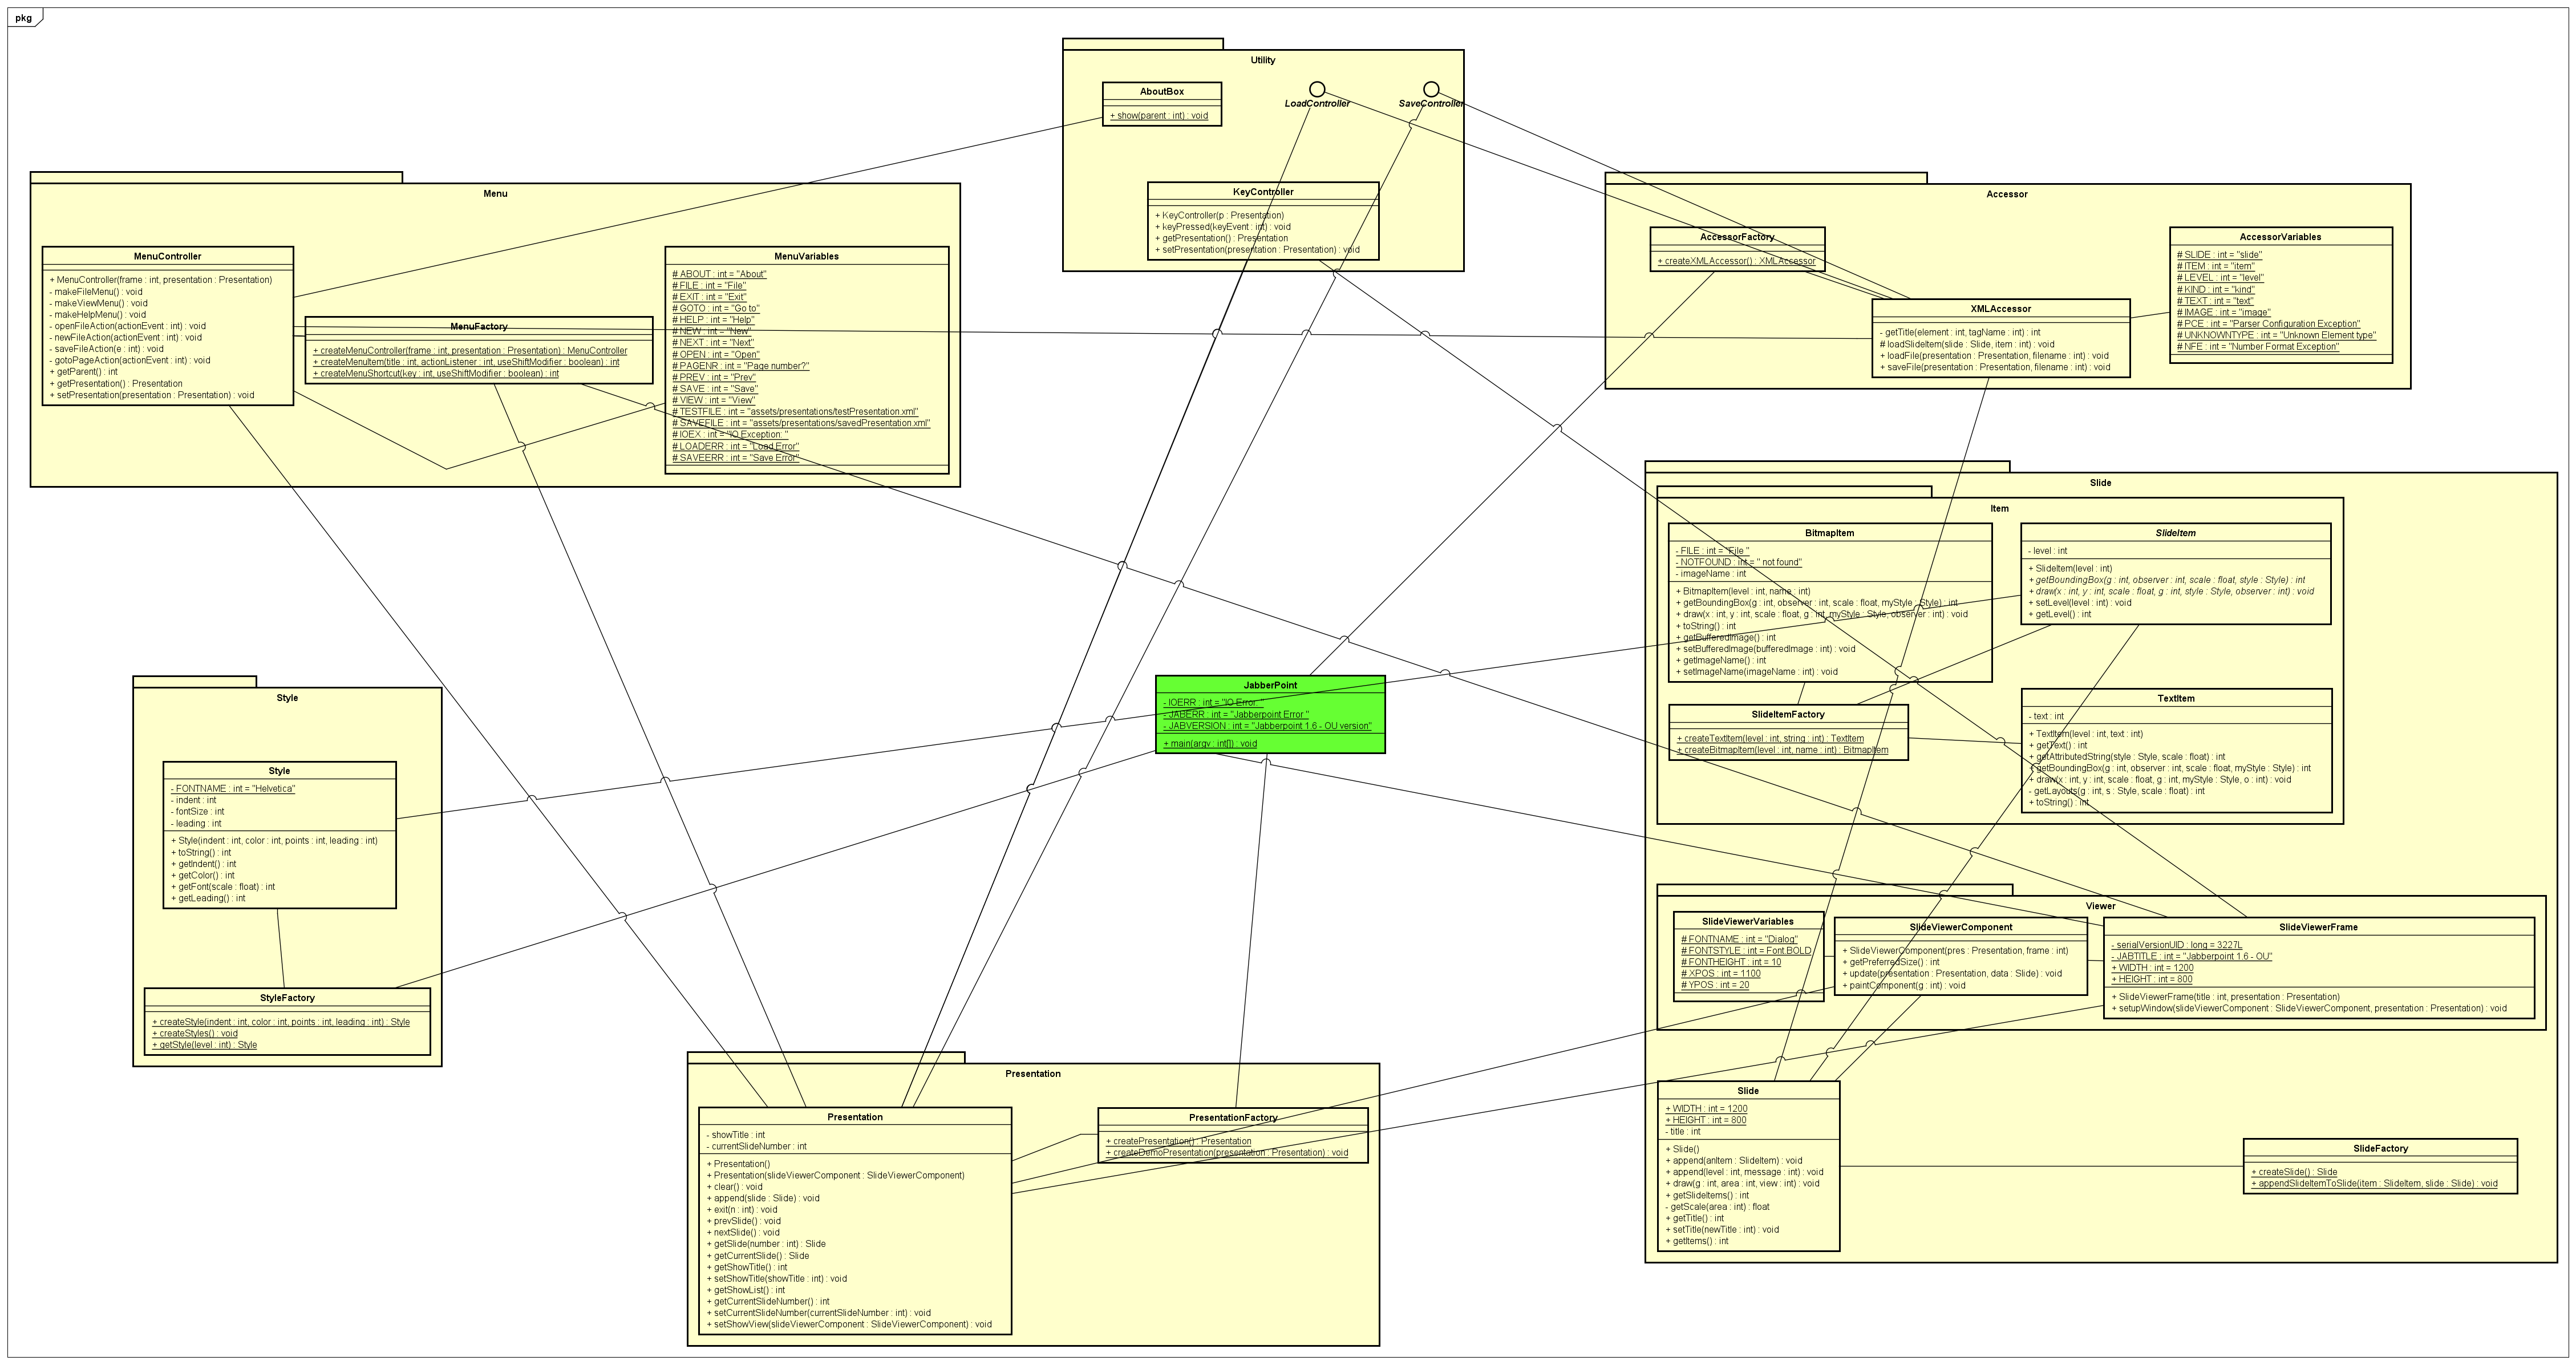 pkg
Utility
AboutBox
+ show(parent : int) : void
LoadController
SaveController
KeyController
+ KeyController(p : Presentation)
+ keyPressed(keyEvent : int) : void
+ getPresentation() : Presentation
+ setPresentation(presentation : Presentation) : void
Menu
MenuController
+ MenuController(frame : int, presentation : Presentation)
- makeFileMenu() : void
- makeViewMenu() : void
- makeHelpMenu() : void
- openFileAction(actionEvent : int) : void
- newFileAction(actionEvent : int) : void
- saveFileAction(e : int) : void
- gotoPageAction(actionEvent : int) : void
+ getParent() : int
+ getPresentation() : Presentation
+ setPresentation(presentation : Presentation) : void
MenuFactory
+ createMenuController(frame : int, presentation : Presentation) : MenuController
+ createMenuItem(title : int, actionListener : int, useShiftModifier : boolean) : int
+ createMenuShortcut(key : int, useShiftModifier : boolean) : int
MenuVariables
# ABOUT : int = "About"
# FILE : int = "File"
# EXIT : int = "Exit"
# GOTO : int = "Go to"
# HELP : int = "Help"
# NEW : int = "New"
# NEXT : int = "Next"
# OPEN : int = "Open"
# PAGENR : int = "Page number?"
# PREV : int = "Prev"
# SAVE : int = "Save"
# VIEW : int = "View"
# TESTFILE : int = "assets/presentations/testPresentation.xml"
# SAVEFILE : int = "assets/presentations/savedPresentation.xml"
# IOEX : int = "IO Exception: "
# LOADERR : int = "Load Error"
# SAVEERR : int = "Save Error"
Accessor
AccessorFactory
+ createXMLAccessor() : XMLAccessor
XMLAccessor
- getTitle(element : int, tagName : int) : int
# loadSlideItem(slide : Slide, item : int) : void
+ loadFile(presentation : Presentation, filename : int) : void
+ saveFile(presentation : Presentation, filename : int) : void
AccessorVariables
# SLIDE : int = "slide"
# ITEM : int = "item"
# LEVEL : int = "level"
# KIND : int = "kind"
# TEXT : int = "text"
# IMAGE : int = "image"
# PCE : int = "Parser Configuration Exception"
# UNKNOWNTYPE : int = "Unknown Element type"
# NFE : int = "Number Format Exception"
Slide
Item
BitmapItem
- FILE : int = "File "
- NOTFOUND : int = " not found"
- imageName : int
+ BitmapItem(level : int, name : int)
+ getBoundingBox(g : int, observer : int, scale : float, myStyle : Style) : int
+ draw(x : int, y : int, scale : float, g : int, myStyle : Style, observer : int) : void
+ toString() : int
+ getBufferedImage() : int
+ setBufferedImage(bufferedImage : int) : void
+ getImageName() : int
+ setImageName(imageName : int) : void
SlideItem
- level : int
+ SlideItem(level : int)
+ getBoundingBox(g : int, observer : int, scale : float, style : Style) : int
+ draw(x : int, y : int, scale : float, g : int, style : Style, observer : int) : void
+ setLevel(level : int) : void
+ getLevel() : int
SlideItemFactory
+ createTextItem(level : int, string : int) : TextItem
+ createBitmapItem(level : int, name : int) : BitmapItem
TextItem
- text : int
+ TextItem(level : int, text : int)
+ getText() : int
+ getAttributedString(style : Style, scale : float) : int
+ getBoundingBox(g : int, observer : int, scale : float, myStyle : Style) : int
+ draw(x : int, y : int, scale : float, g : int, myStyle : Style, o : int) : void
- getLayouts(g : int, s : Style, scale : float) : int
+ toString() : int
JabberPoint
- IOERR : int = "IO Error: "
- JABERR : int = "Jabberpoint Error "
- JABVERSION : int = "Jabberpoint 1.6 - OU version"
+ main(argv : int[]) : void
Style
Style
- FONTNAME : int = "Helvetica"
- indent : int
- fontSize : int
- leading : int
+ Style(indent : int, color : int, points : int, leading : int)
+ toString() : int
+ getIndent() : int
+ getColor() : int
+ getFont(scale : float) : int
+ getLeading() : int
StyleFactory
+ createStyle(indent : int, color : int, points : int, leading : int) : Style
+ createStyles() : void
+ getStyle(level : int) : Style
Viewer
SlideViewerVariables
# FONTNAME : int = "Dialog"
# FONTSTYLE : int = Font.BOLD
# FONTHEIGHT : int = 10
# XPOS : int = 1100
# YPOS : int = 20
SlideViewerComponent
+ SlideViewerComponent(pres : Presentation, frame : int)
+ getPreferredSize() : int
+ update(presentation : Presentation, data : Slide) : void
+ paintComponent(g : int) : void
SlideViewerFrame
- serialVersionUID : long = 3227L
- JABTITLE : int = "Jabberpoint 1.6 - OU"
+ WIDTH : int = 1200
+ HEIGHT : int = 800
+ SlideViewerFrame(title : int, presentation : Presentation)
+ setupWindow(slideViewerComponent : SlideViewerComponent, presentation : Presentation) : void
Presentation
Presentation
- showTitle : int
- currentSlideNumber : int
+ Presentation()
+ Presentation(slideViewerComponent : SlideViewerComponent)
+ clear() : void
+ append(slide : Slide) : void
+ exit(n : int) : void
+ prevSlide() : void
+ nextSlide() : void
+ getSlide(number : int) : Slide
+ getCurrentSlide() : Slide
+ getShowTitle() : int
+ setShowTitle(showTitle : int) : void
+ getShowList() : int
+ getCurrentSlideNumber() : int
+ setCurrentSlideNumber(currentSlideNumber : int) : void
+ setShowView(slideViewerComponent : SlideViewerComponent) : void
PresentationFactory
+ createPresentation() : Presentation
+ createDemoPresentation(presentation : Presentation) : void
Slide
+ WIDTH : int = 1200
+ HEIGHT : int = 800
- title : int
+ Slide()
+ append(anItem : SlideItem) : void
+ append(level : int, message : int) : void
+ draw(g : int, area : int, view : int) : void
+ getSlideItems() : int
- getScale(area : int) : float
+ getTitle() : int
+ setTitle(newTitle : int) : void
+ getItems() : int
SlideFactory
+ createSlide() : Slide
+ appendSlideItemToSlide(item : SlideItem, slide : Slide) : void